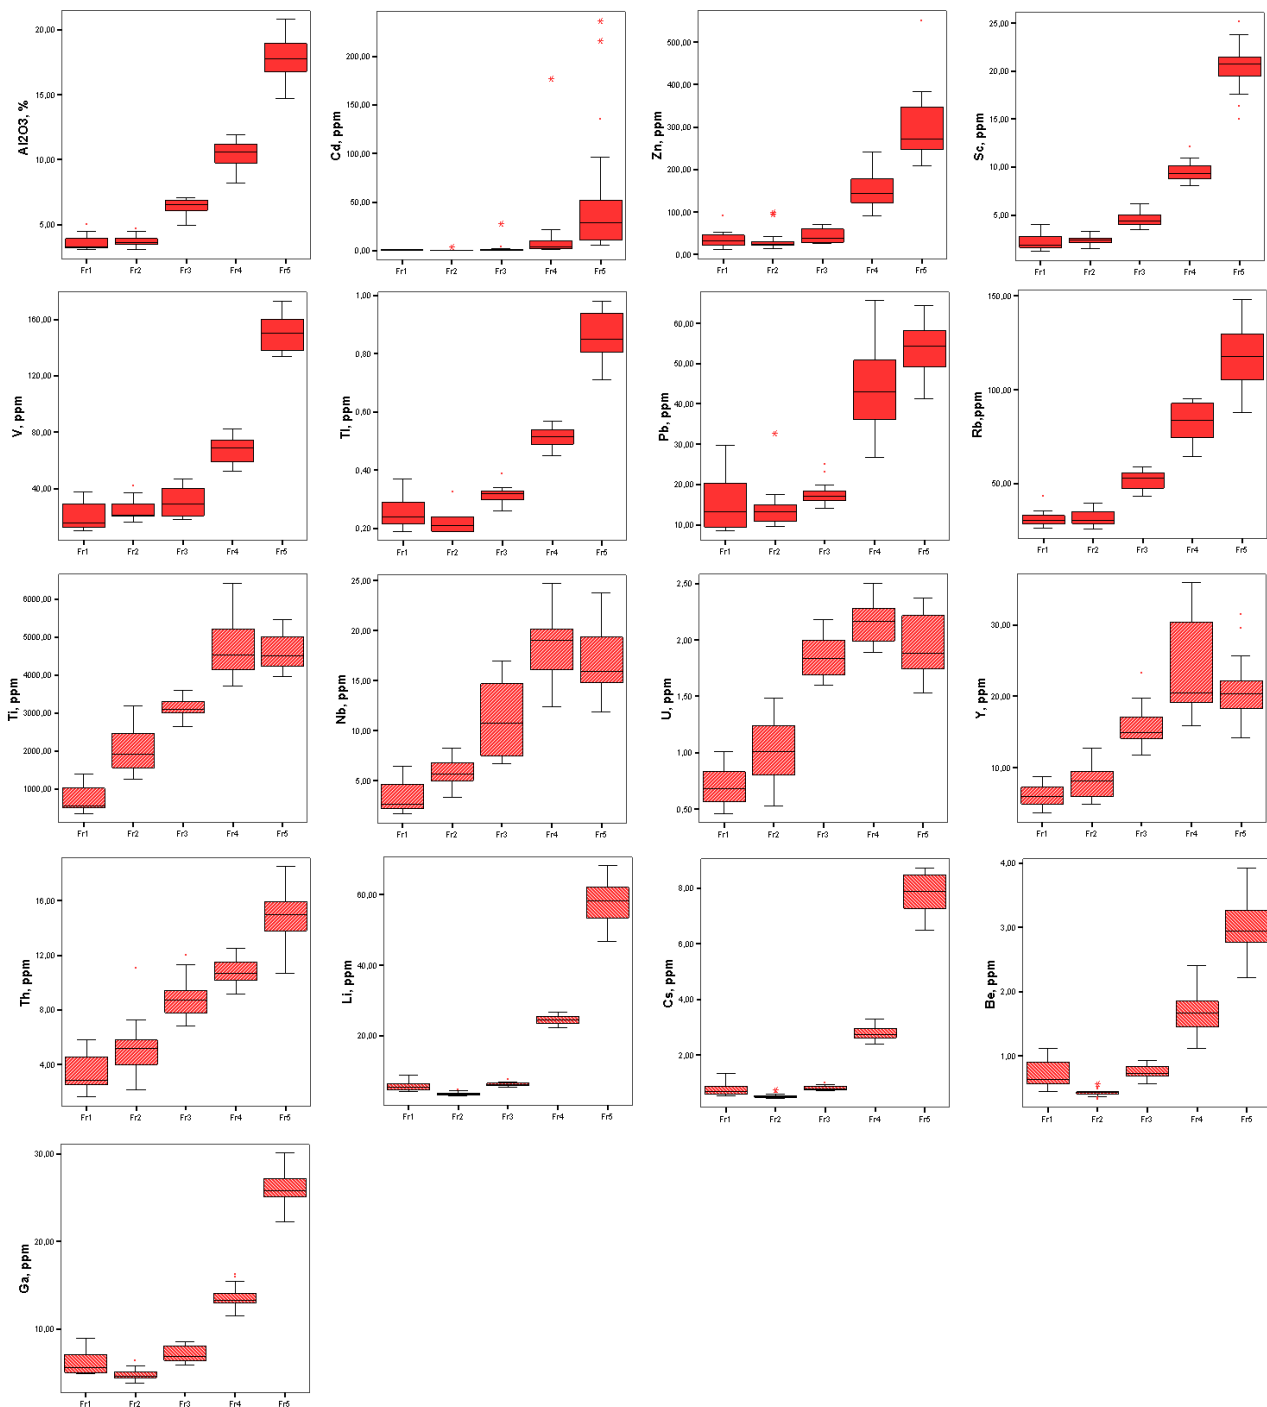 Al2O3, %
20,00
15,00
10,00
5,00
Fr1 Fr2 Fr3 Fr4 Fr5
Cd, ppm
200,00
150,00
100,00
50,00
0,00
Fr1 Fr2 Fr3 Fr4 Fr5
Zn, ppm
500,00
400,00
300,00
200,00
100,00
0,00
Fr1 Fr2 Fr3 Fr4 Fr5
Sc, ppm
25,00
20,00
15,00
10,00
5,00
Fr1 Fr2 Fr3 Fr4 Fr5
V, ppm
160,00
120,00
80,00
40,00
Fr1 Fr2 Fr3 Fr4 Fr5
Tl, ppm
1,00
0,80
0,60
0,40
0,20
Fr1 Fr2 Fr3 Fr4 Fr5
Pb, ppm
60,00
50,00
40,00
30,00
20,00
10,00
Fr1 Fr2 Fr3 Fr4 Fr5
Rb,ppm
150,00
100,00
50,00
Fr1 Fr2 Fr3 Fr4 Fr5
Ti, ppm
6000,00
5000,00
4000,00
3000,00
2000,00
1000,00
Fr1 Fr2 Fr3 Fr4 Fr5
Nb, ppm
25,00
20,00
15,00
10,00
5,00
Fr1 Fr2 Fr3 Fr4 Fr5
U, ppm
2,50
2,00
1,50
1,00
0,50
Fr1 Fr2 Fr3 Fr4 Fr5
Y, ppm
30,00
20,00
10,00
Fr1 Fr2 Fr3 Fr4 Fr5
Th, ppm
16,00
12,00
8,00
4,00
Fr1 Fr2 Fr3 Fr4 Fr5
Li, ppm
60,00
40,00
20,00
Fr1 Fr2 Fr3 Fr4 Fr5
Cs, ppm
8,00
6,00
4,00
2,00
Fr1 Fr2 Fr3 Fr4 Fr5
Be, ppm
4,00
3,00
2,00
1,00
Fr1 Fr2 Fr3 Fr4 Fr5
Ga, ppm
30,00
20,00
10,00
Fr1 Fr2 Fr3 Fr4 Fr5